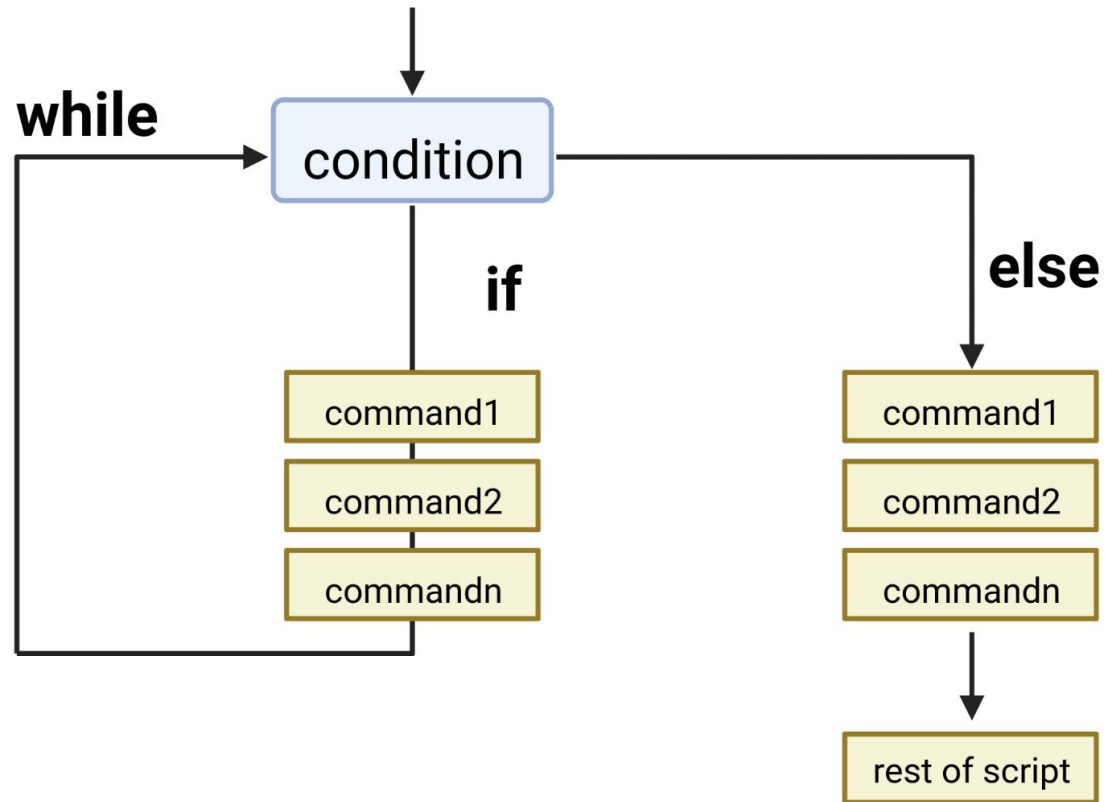 while
condition
if
else
command1
command2
commandn
command1
command2
commandn
rest of script